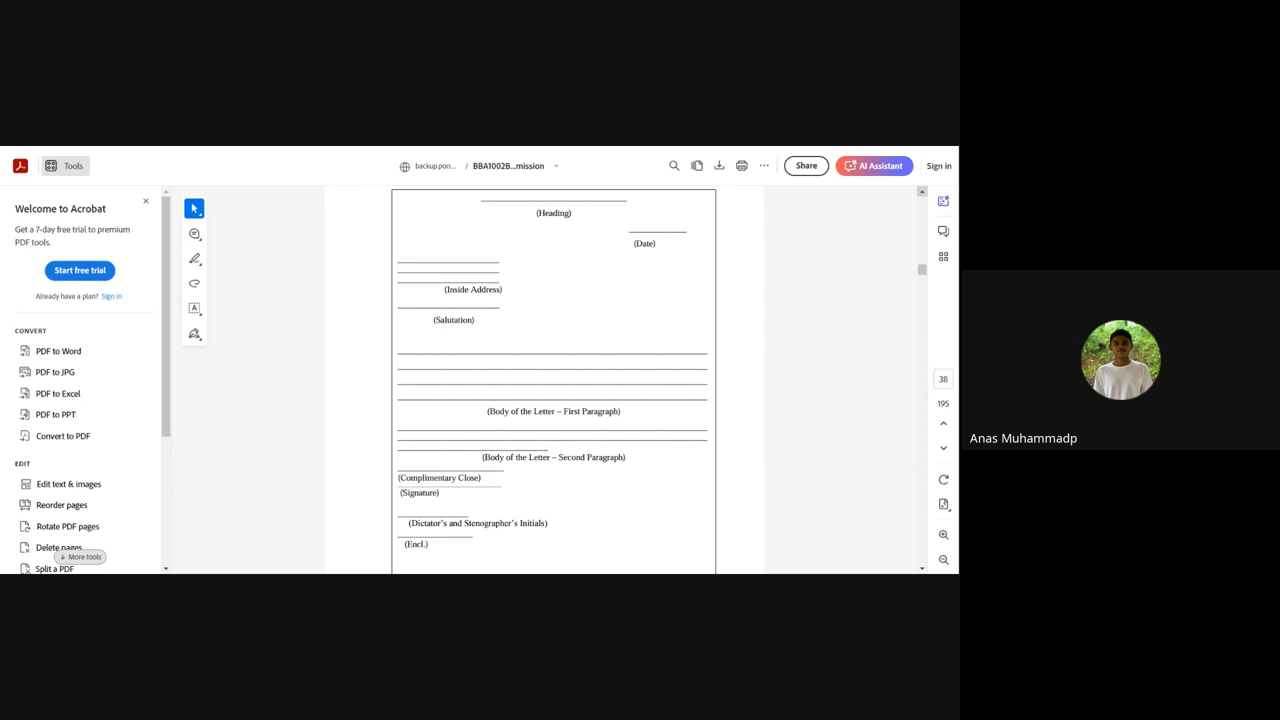 Tools
backup.pon... / BBA1002B...mission
Share
AI Assistant
Sign in
Welcome to Acrobat
Get a 7-day free trial to premium
PDF tools.
Start free trial
Already have a plan? Sign in
CONVERT
PDF to Word
PDF to JPG
PDF to Excel
PDF to PPT
Convert to PDF
EDIT
Edit text & images
Reorder pages
Rotate PDF pages
Delete pages
More tools
Split a PDF
(Heading)
(Date)
(Inside Address)
(Salutation)
(Body of the Letter – First Paragraph)
(Body of the Letter – Second Paragraph)
(Complimentary Close)
(Signature)
(Dictator's and Stenographer's Initials)
(Encl.)
38
195
Anas Muhammadp